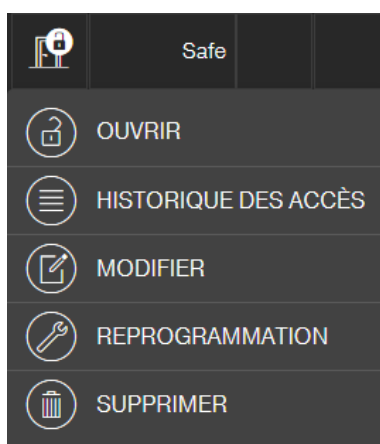 Safe
OUVRIR
HISTORIQUE DES ACCÈS
MODIFIER
REPROGRAMMATION
SUPPRIMER